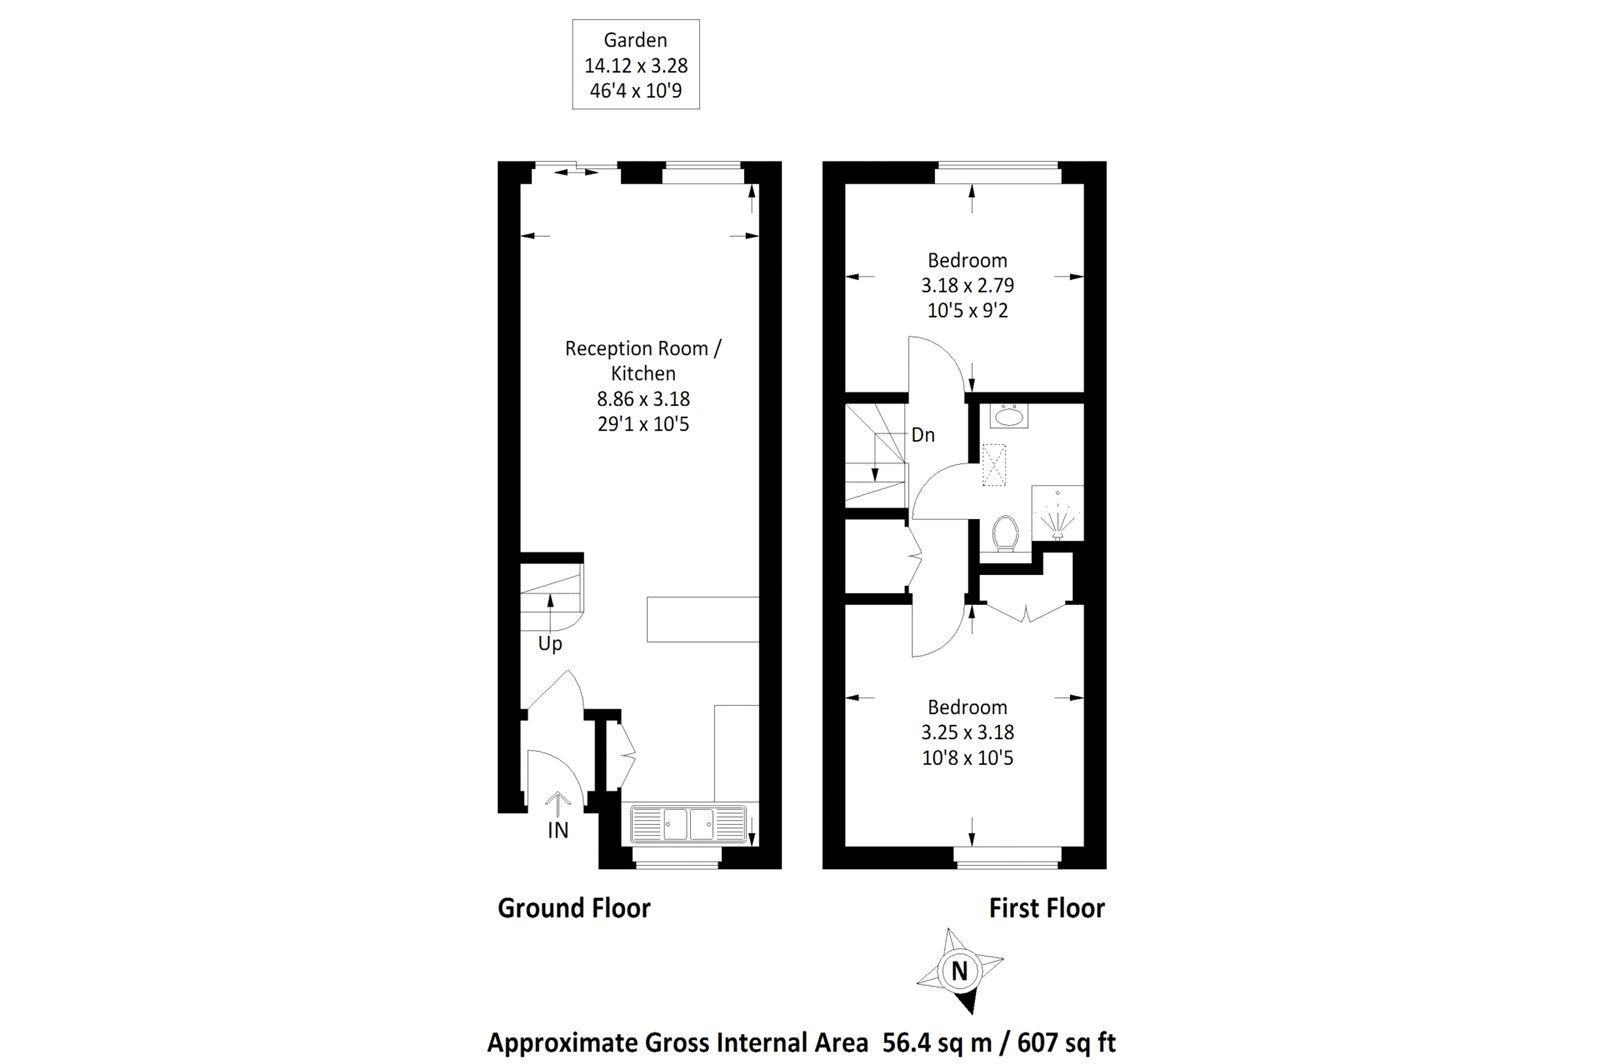 Garden
14.12 x 3.28
46'4 x 10'9
Reception Room /
Kitchen
8.86 x 3.18
29'1 x 10'5
Up
IN
Ground Floor
Bedroom
3.18 x 2.79
10'5 x 9'2
Dn
Bedroom
3.25 x 3.18
10'8 x 10'5
First Floor
N
Approximate Gross Internal Area 56.4 sq m / 607 sq ft